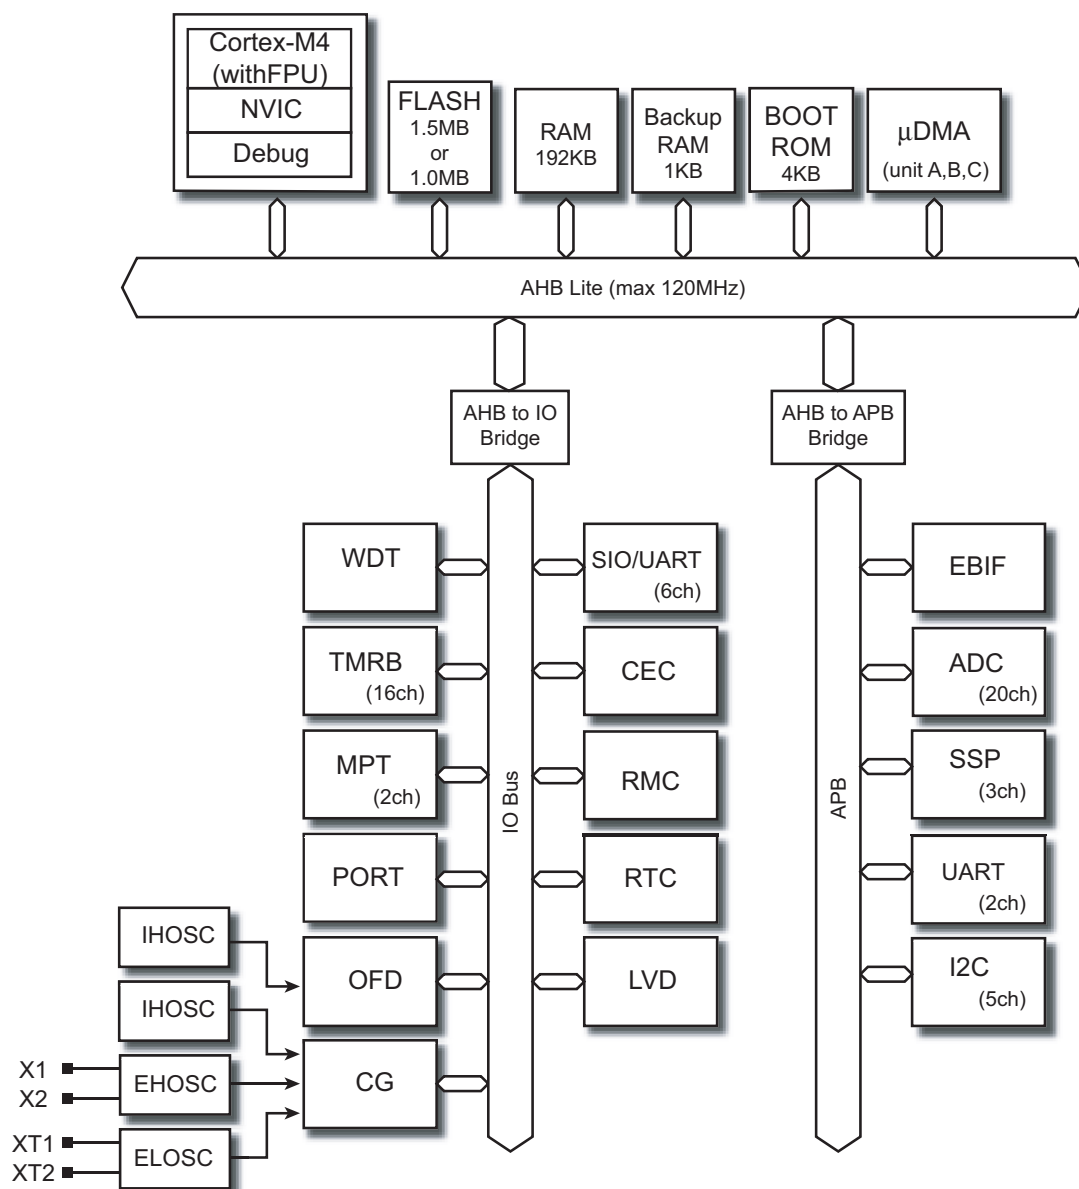 Cortex-M4
(withFPU)
NVIC
Debug
FLASH
1.5MB
or
1.0MB
RAM
192KB
Backup
RAM
1KB
BOOT
ROM
4KB
μDMA
(unit A,B,C)
AHB Lite (max 120MHz)
AHB to IO
Bridge
AHB to APB
Bridge
WDT
SIO/UART
(6ch)
EBIF
TMRB
(16ch)
CEC
ADC
(20ch)
MPT
(2ch)
IO Bus
RMC
APB
SSP
(3ch)
PORT
RTC
UART
(2ch)
IHOSC
OFD
LVD
I2C
(5ch)
IHOSC
X1
X2
EHOSC
CG
XT1
XT2
ELOSC